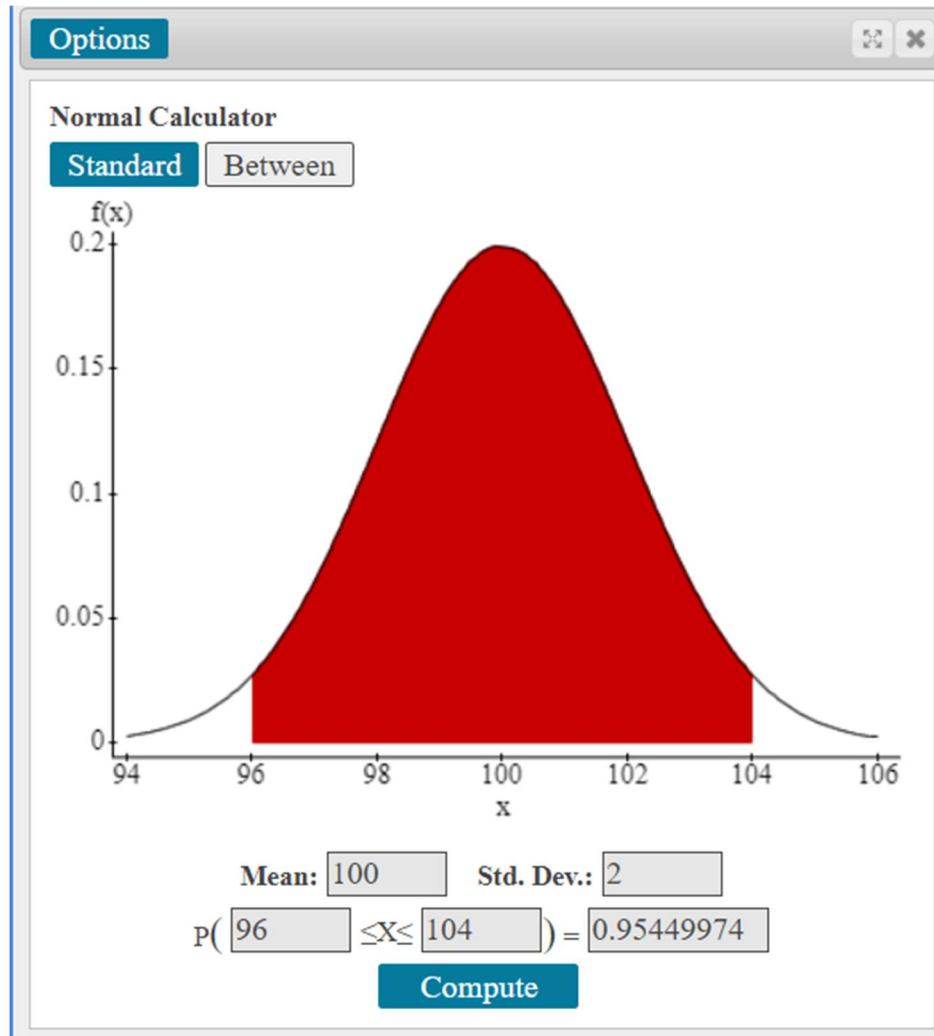 Options
Normal Calculator
Standard Between
f(x)
0.2
0.15
0.1
0.05
0
94 96 98 100 102 104 106
x
Mean: 100 Std. Dev.: 2
P( 96 ≤X≤ 104 ) = 0.95449974
Compute